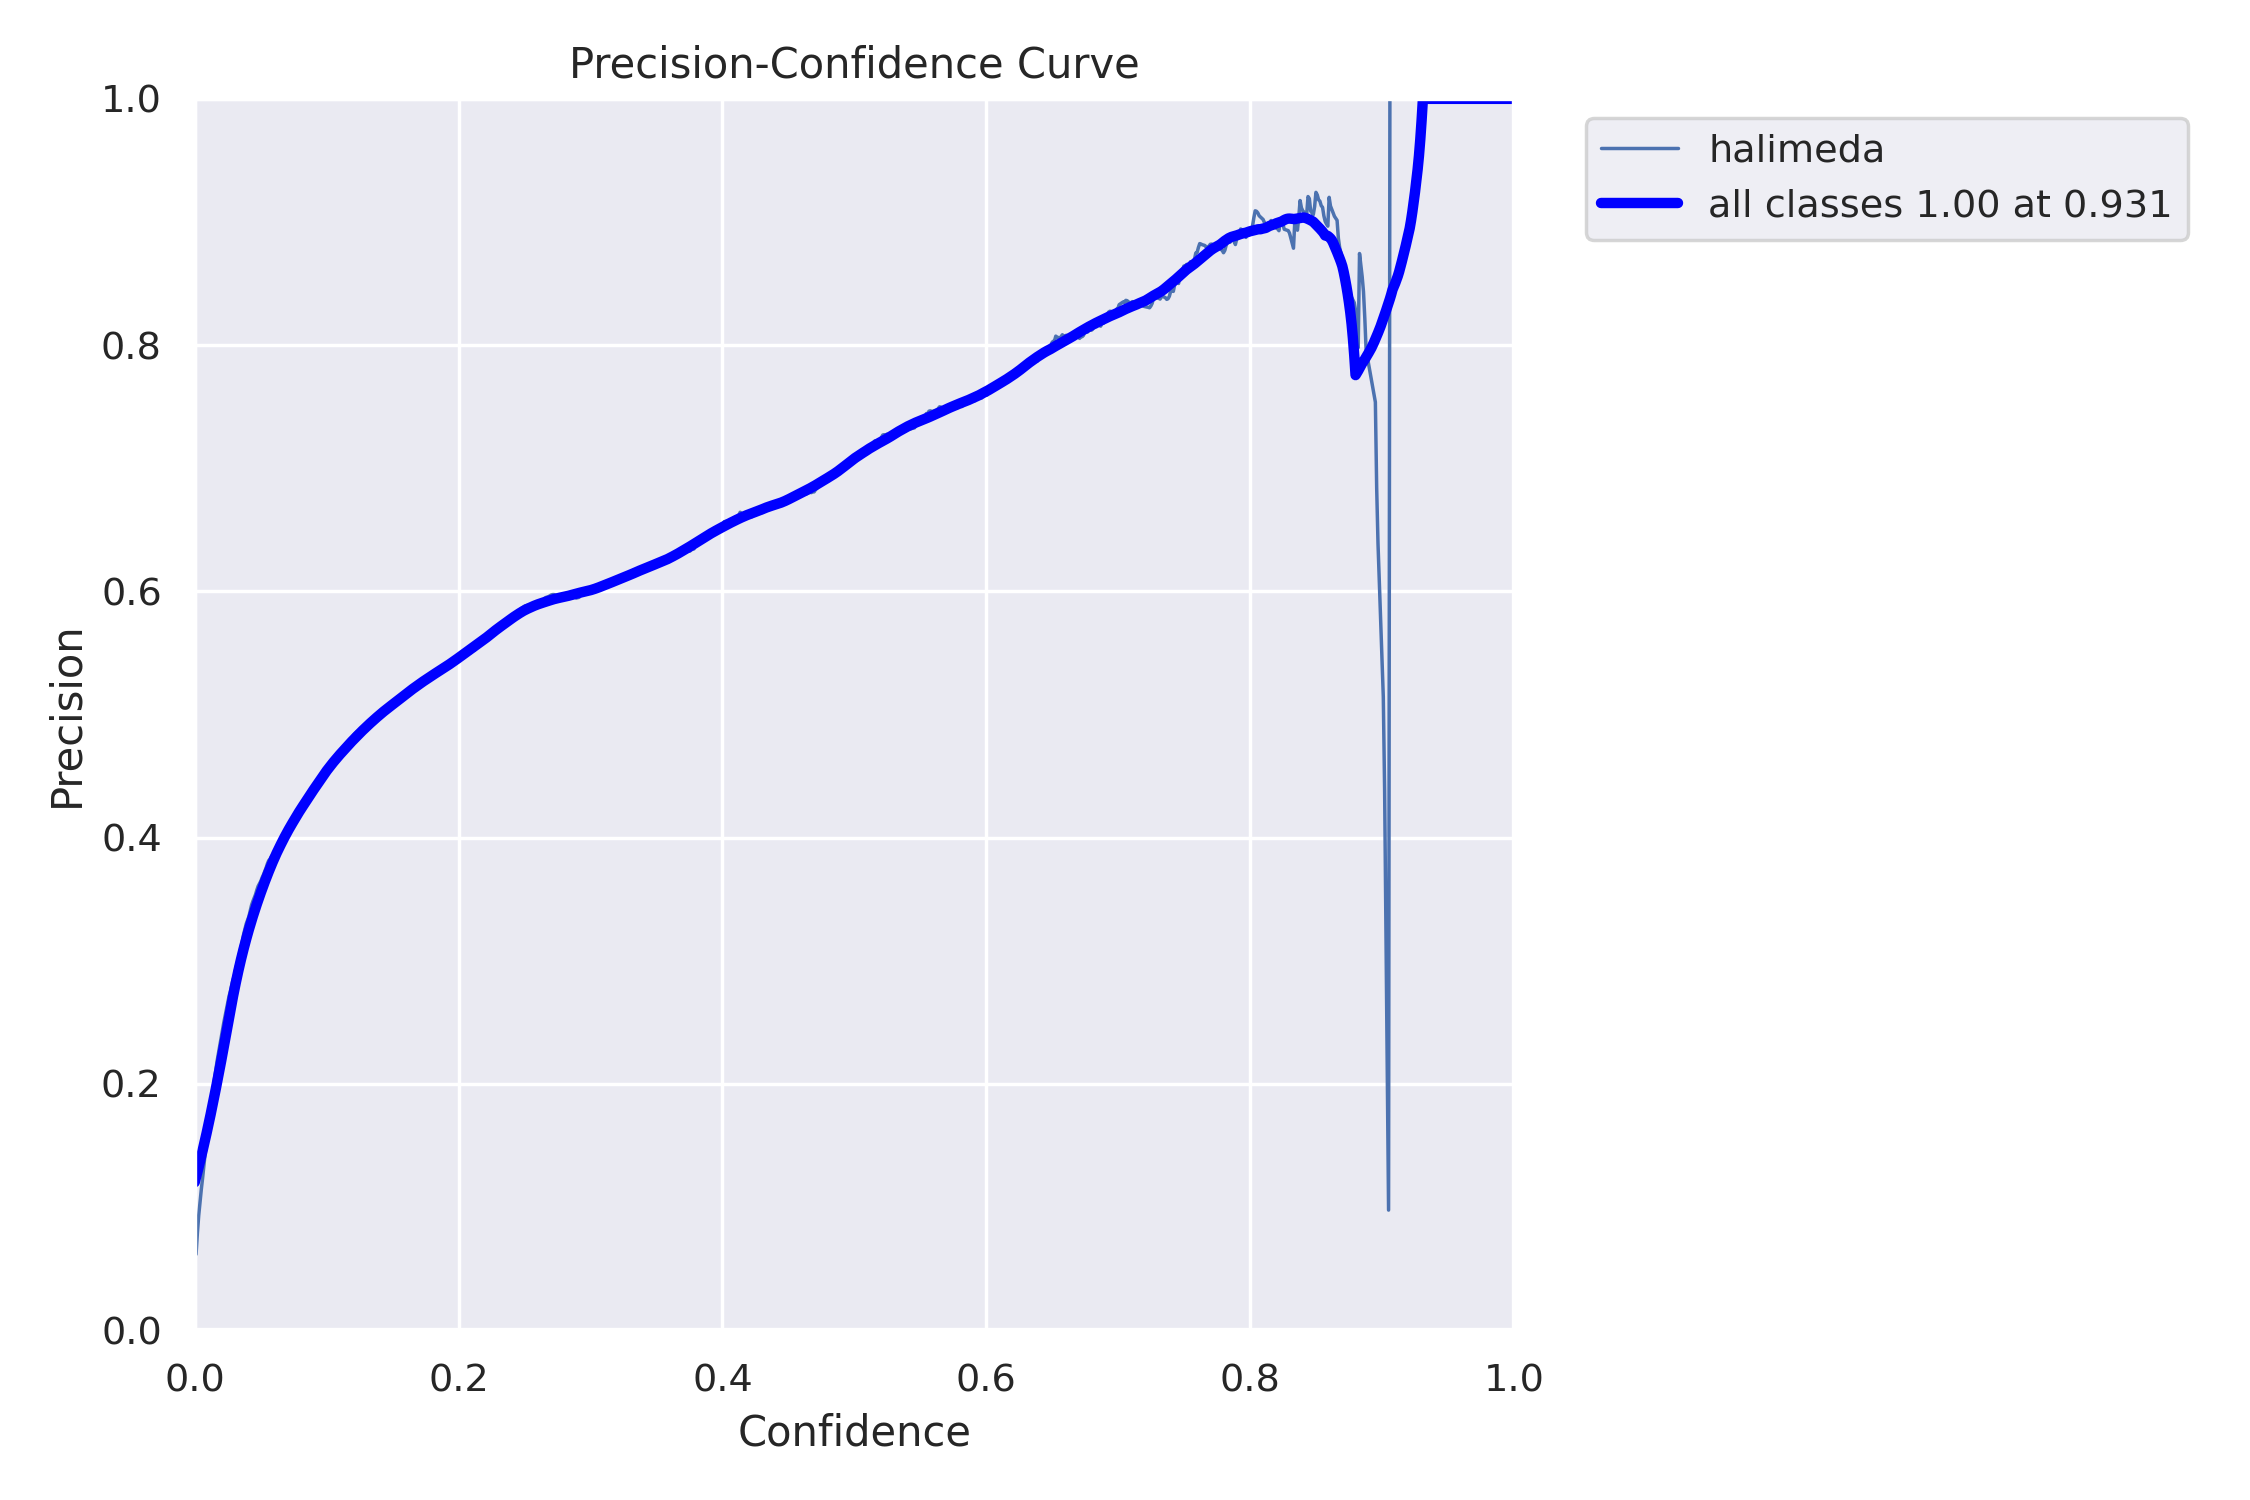 Precision-Confidence Curve
1.0
0.8
0.6
0.4
0.2
0.0
Precision
0.0 0.2 0.4 0.6 0.8 1.0
Confidence
halimeda
all classes 1.00 at 0.931